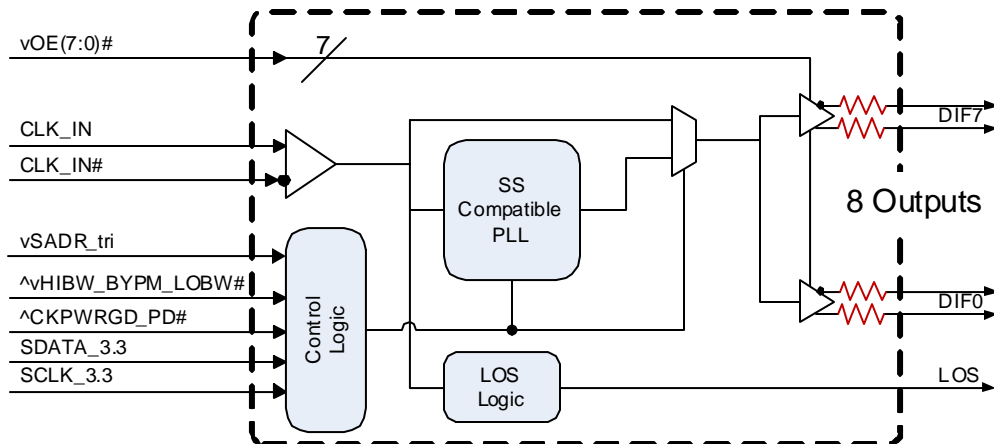 vOE(7:0)#
7
CLK_IN
CLK_IN#
vSADR_tri
^vHIBW_BYPM_LOBW#
^CKPWRGD_PD#
SDATA_3.3
SCLK_3.3
Control
Logic
SS
Compatible
PLL
LOS
Logic
DIF7
8 Outputs
DIF0
LOS